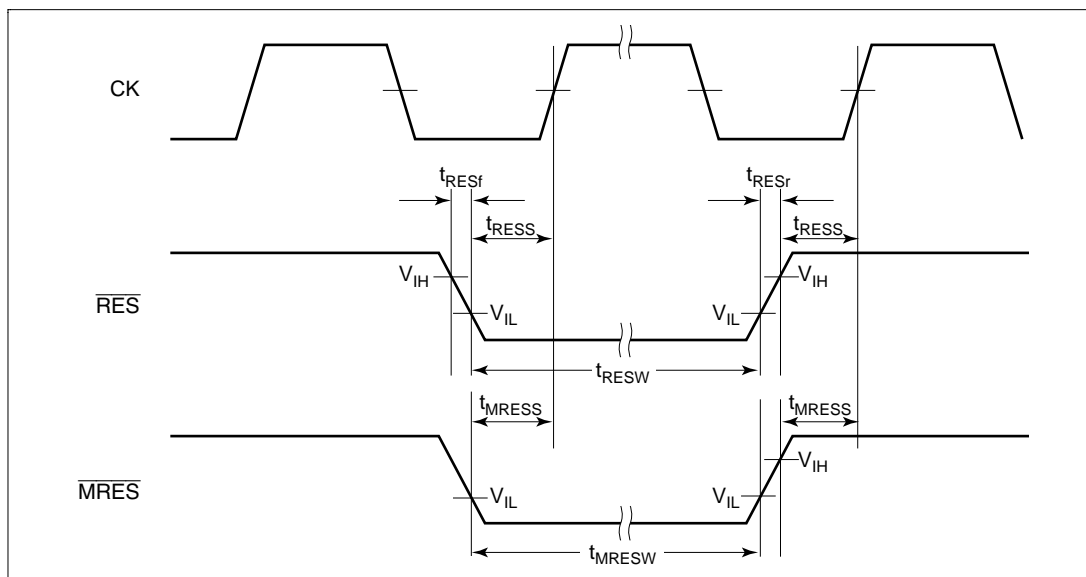 CK
tRESf
tRESr
tRESS
tRESS
VIH
VIH
RES
VIL
VIL
tRESW
tMRESS
tMRESS
VIH
MRES
VIL
VIL
tMRESW